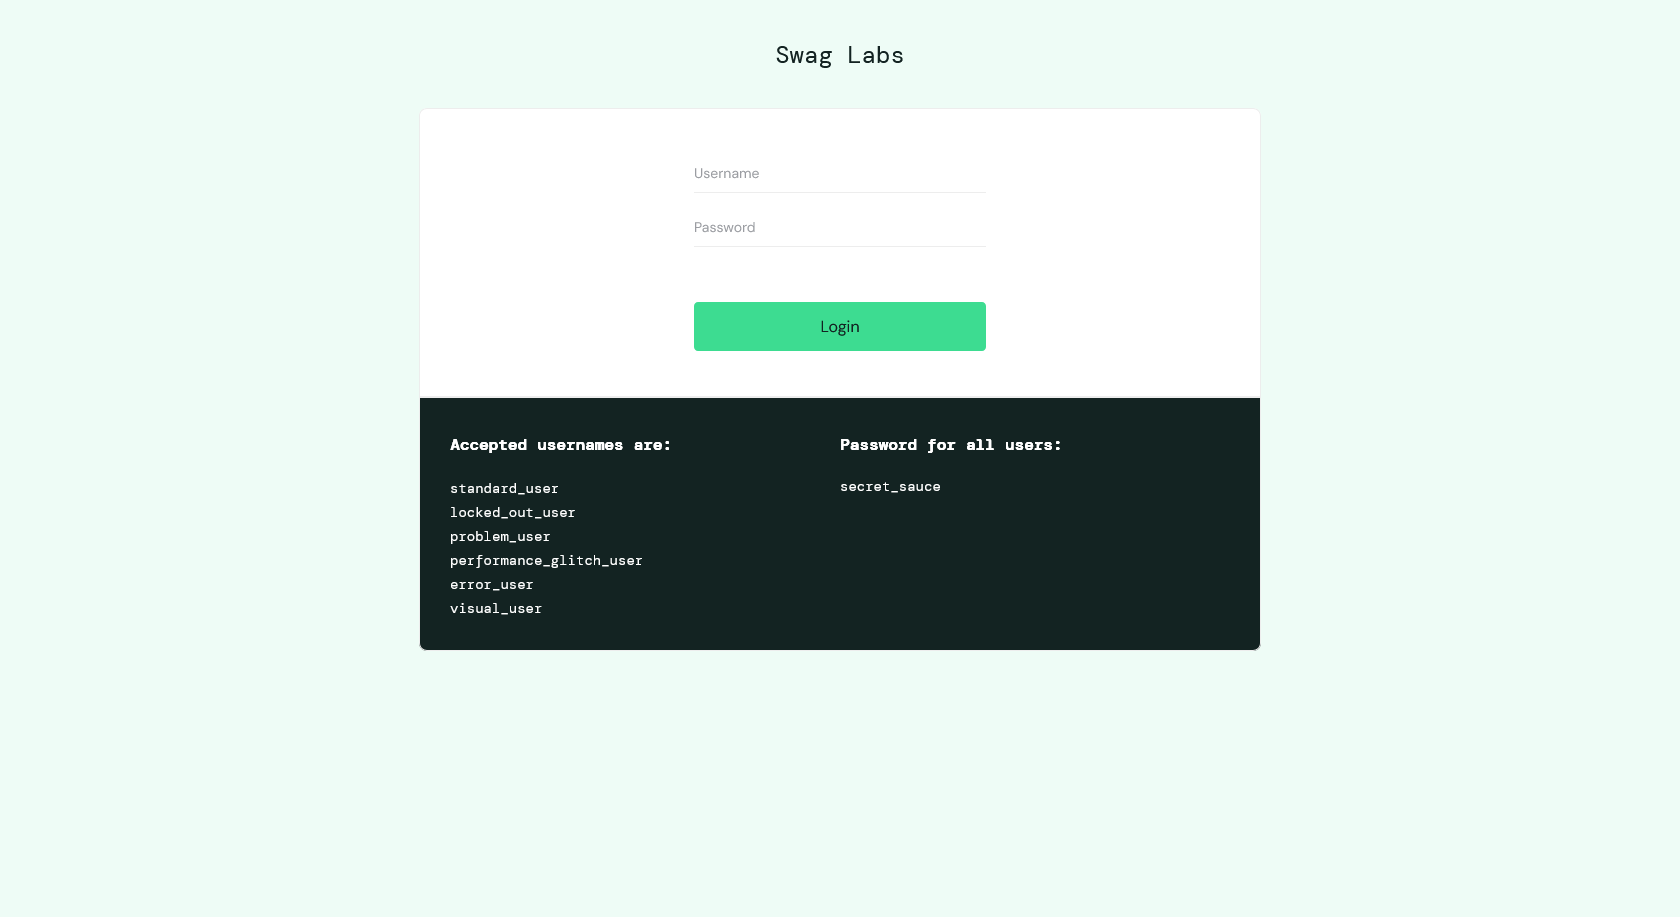 Swag Labs
Username
Password
Login
Accepted usernames are:
standard_user
locked_out_user
problem_user
performance_glitch_user
error_user
visual_user
Password for all users:
secret_sauce